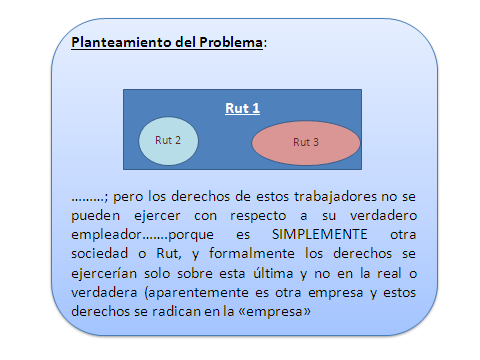 Planteamiento del Problema:
Rut 1
Rut 2
Rut 3
………; pero los derechos de estos trabajadores no se
pueden ejercer con respecto a su verdadero
empleador…….porque es SIMPLEMENTE otra
sociedad o Rut, y formalmente los derechos se
ejercerían solo sobre esta última y no en la real o
verdadera (aparentemente es otra empresa y estos
derechos se radican en la «empresa»